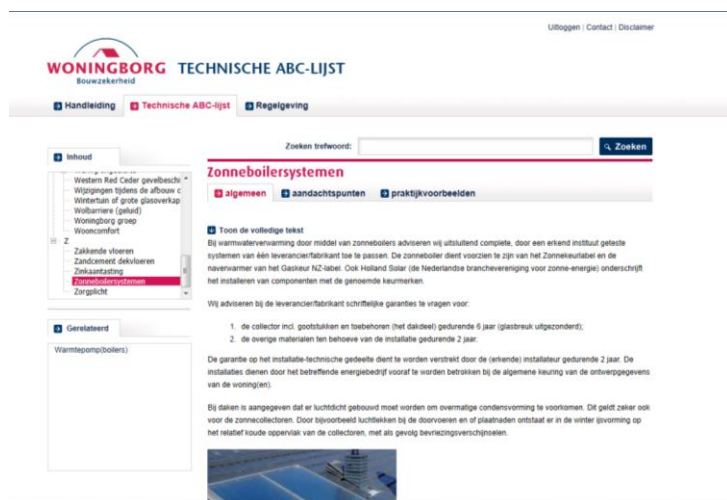 Uitloggen | Contact | Disclaimer
WONINGBORG TECHNISCHE ABC-LIJST
Bouwzekerheid
Handleiding Technische ABC-lijst Regelgeving
Zoeken trefwoord: Zoeken
Inhoud
Zonneboilersystemen
Western Red Ceder gevelbeschi
Wijzigingen tijdens de afbouw c
Wintertuin of grote glasoverkap
Wolbarriere (geluid)
Woningborg groep
Wooncomfort
Z
Zakkende vloeren
Zandcement dekvloeren
Zinkaantasting
Zonneboilersystemen
Zorgplicht
Gerelateerd
Warmtepomp(boilers)
algemeen aandachtspunten praktijkvoorbeelden
Toon de volledige tekst
Bij warmwaterverwarming door middel van zonneboilers adviseren wij uitsluitend complete, door een erkend instituut geteste
systemen van één leverancier/fabrikant toe te passen. De zonneboiler dient voorzien te zijn van het Zonnekeurlabel en de
naverwarmer van het Gaskeur NZ-label. Ook Holland Solar (de Nederlandse branchevereniging voor zonne-energie) onderschrijft
het installeren van componenten met de genoemde keurmerken.
Wij adviseren bij de leverancier/fabrikant schriftelijke garanties te vragen voor:
1. de collector incl. gootstukken en toebehoren (het dakdeel) gedurende 6 jaar (glasbreuk uitgezonderd);
2. de overige materialen ten behoeve van de installatie gedurende 2 jaar.
De garantie op het installatie-technische gedeelte dient te worden verstrekt door de (erkende) installateur gedurende 2 jaar. De
installaties dienen door het betreffende energiebedrijf vooraf te worden betrokken bij de algemene keuring van de ontwerpgegevens
van de woning(en).
Bij daken is aangegeven dat er luchtdicht gebouwd moet worden om overmatige condensvorming te voorkomen. Dit geldt zeker ook
voor de zonnecollectoren. Door bijvoorbeeld luchtlekken bij de doorvoeren en of plaatnaden ontstaat er in de winter ijsvorming op
het relatief koude oppervlak van de collectoren, met als gevolg bevriezingsverschijnselen.